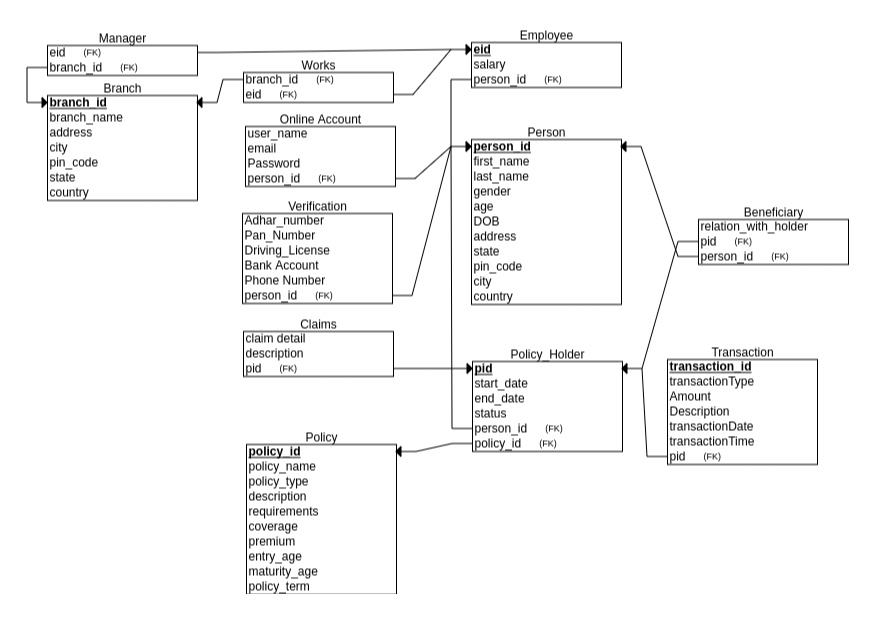 Manager
eid (FK)
branch_id (FK)
Branch
branch_id
branch_name
address
city
pin_code
state
country
Works
branch_id (FK)
eid (FK)
Online Account
user_name
email
Password
person_id (FK)
Verification
Adhar_number
Pan_Number
Driving_License
Bank Account
Phone Number
person_id (FK)
Claims
claim detail
description
pid (FK)
Policy
policy_id
policy_name
policy_type
description
requirements
coverage
premium
entry_age
maturity_age
policy_term
Employee
eid
salary
person_id (FK)
Person
person_id
first_name
last_name
gender
age
DOB
address
state
pin_code
city
country
Policy_Holder
pid
start_date
end_date
status
person_id (FK)
policy_id (FK)
Beneficiary
relation_with_holder
pid (FK)
person_id (FK)
Transaction
transaction_id
transactionType
Amount
Description
transactionDate
transactionTime
pid (FK)